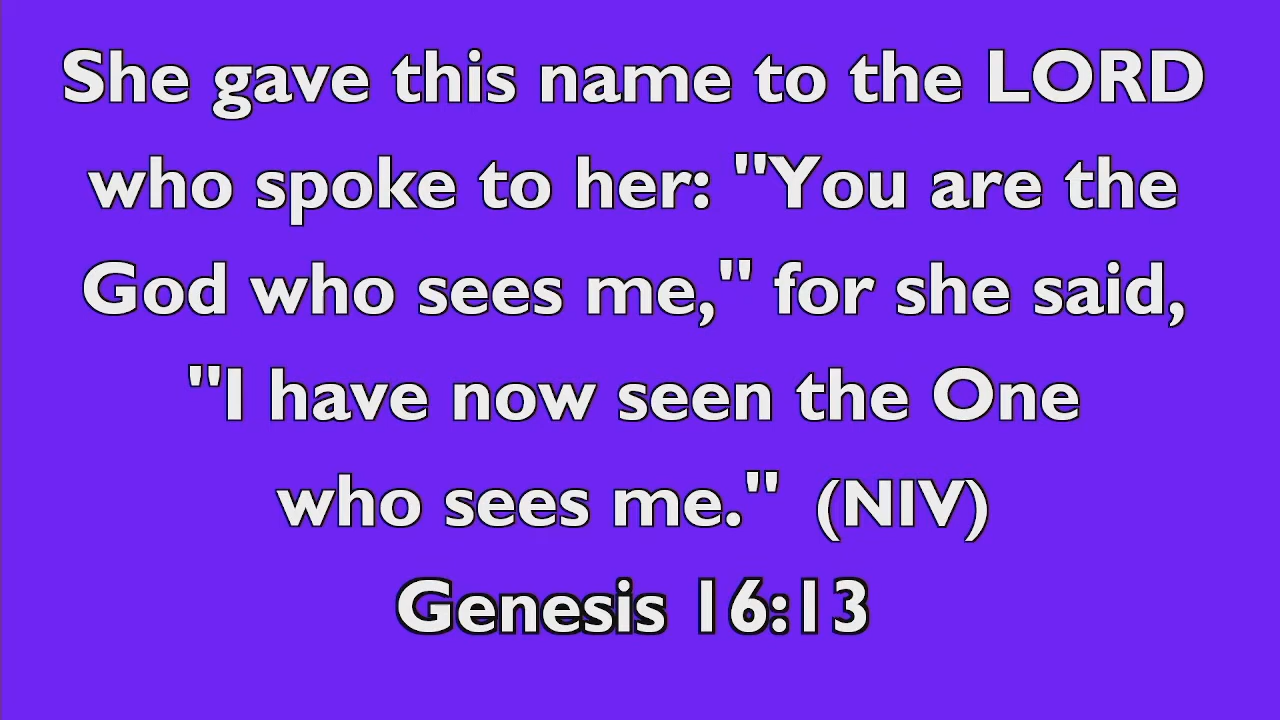 She gave this name to the LORD
who spoke to her: "You are the
God who sees me," for she said,
"I have now seen the One
who sees me." (NIV)
Genesis 16:13